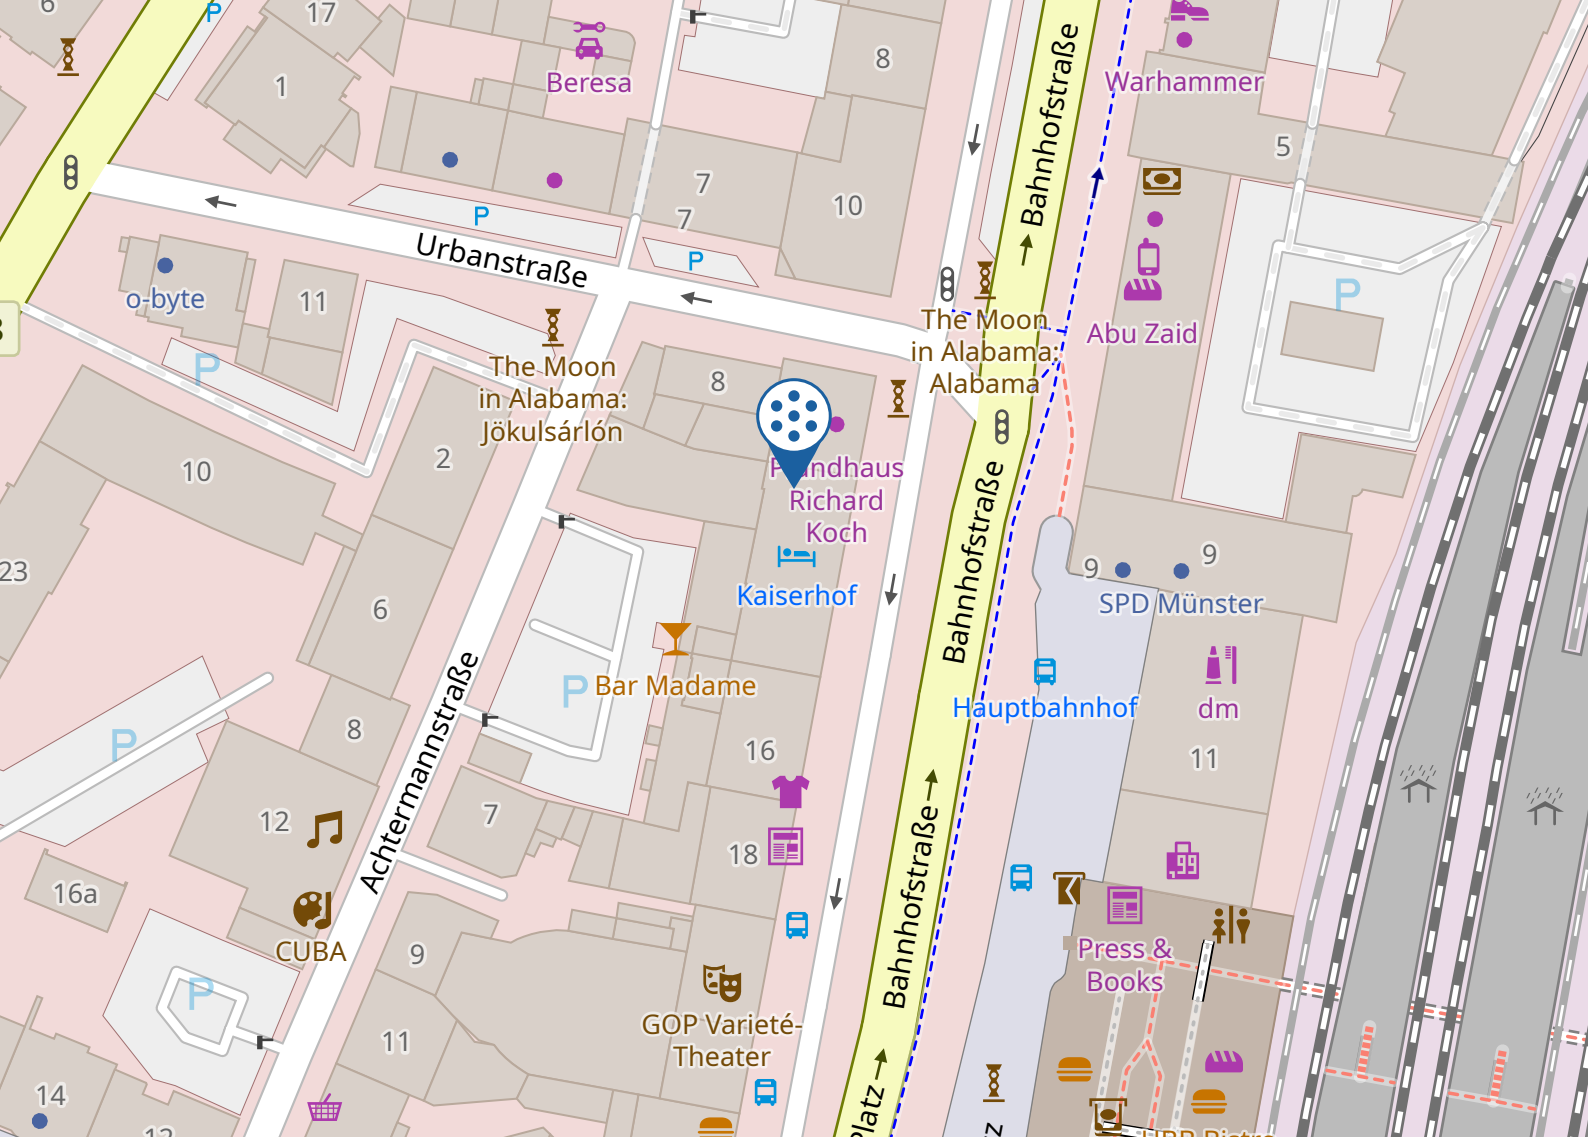 6
17
P
8
Bahnhofstraße
Beresa
Warhammer
1
5
7
7
10
P
P
Urbanstraße
o-byte
11
P
P
The Moon
in Alabama:
Jökulsárlón
The Moon
in Alabama:
Alabama
Abu Zaid
8
2
10
Pfandhaus
Richard
Koch
Bahnhofstraße
23
6
Kaiserhof
9
9
SPD Münster
P
Bar Madame
Hauptbahnhof
dm
P
8
16
11
Achtermannstraße
12
7
18
Bahnhofstraße
16a
CUBA
9
Press &
Books
P
GOP Varieté-
Theater
11
14
Platz